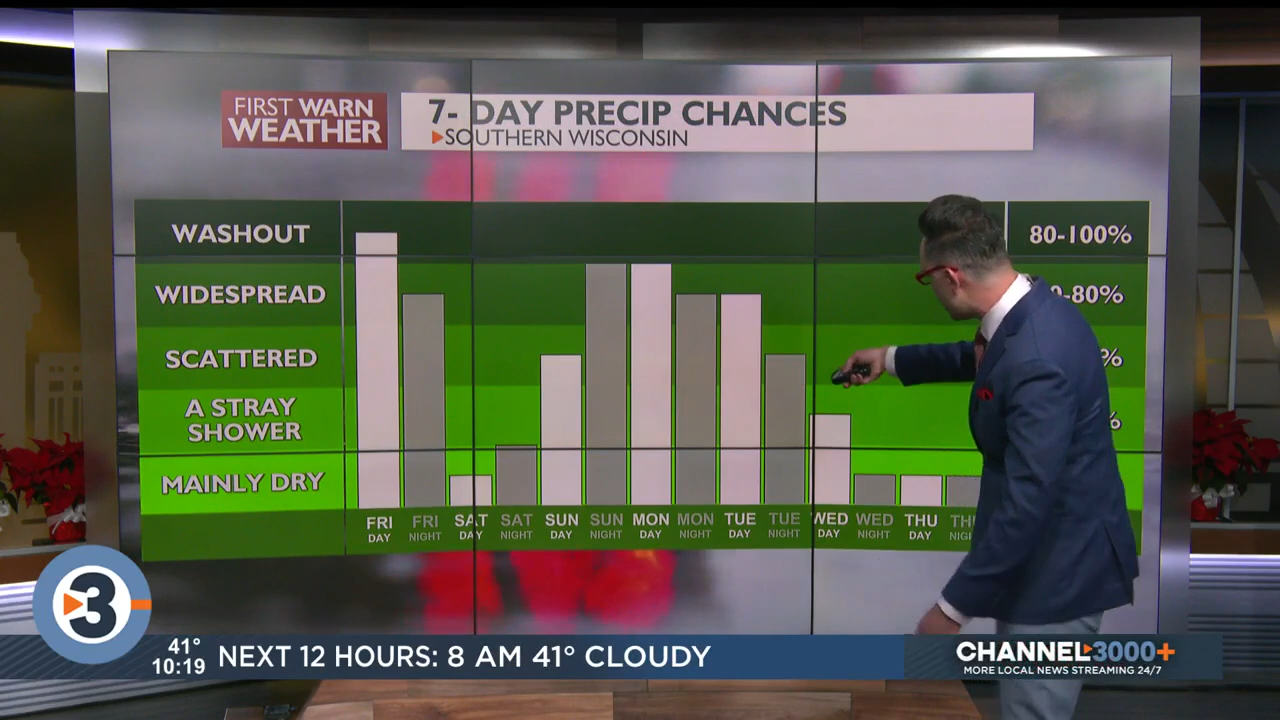 FIRST WARN
WEATHER
7- DAY PRECIP CHANCES
SOUTHERN WISCONSIN
WASHOUT
80-100%
WIDESPREAD
-80%
SCATTERED
%
A STRAY
SHOWER
%
MAINLY DRY
FRI FRI SAT SAT SUN SUN MON MON TUE TUE WED WED THU TH
DAY NIGHT DAY NIGHT DAY NIGHT DAY NIGHT DAY NIGHT DAY NIGHT DAY NIG
3
41°
10:19
NEXT 12 HOURS: 8 AM 41° CLOUDY
CHANNEL3000+
MORE LOCAL NEWS STREAMING 24/7